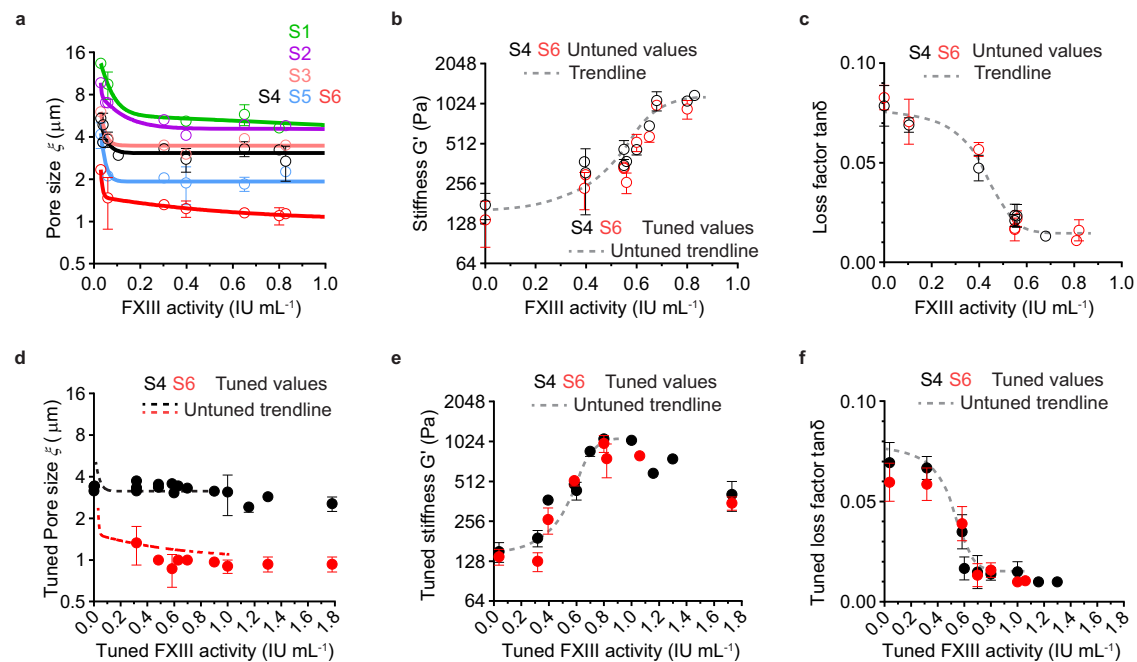 a
S1
S2
S3
S4 S5 S6
16
8
4
2
1
0.5
Pore size ξ (μm)
0.0 0.2 0.4 0.6 0.8 1.0
FXIII activity (IU mL⁻¹)
b
S4 S6 Untuned values
Trendline
2048
1024
512
256
128
64
Stiffness G' (Pa)
S4 S6 Tuned values
Untuned trendline
0.0 0.2 0.4 0.6 0.8 1.0
FXIII activity (IU mL⁻¹)
c
S4 S6 Untuned values
Trendline
0.10
0.05
0.00
Loss factor tanδ
0.0 0.2 0.4 0.6 0.8 1.0
FXIII activity (IU mL⁻¹)
d
S4 S6 Tuned values
Untuned trendline
16
8
4
2
1
0.5
Tuned Pore size ξ (μm)
0.0 0.2 0.4 0.6 0.8 1.0 1.2 1.4 1.6 1.8
Tuned FXIII activity (IU mL⁻¹)
e
S4 S6 Tuned values
Untuned trendline
2048
1024
512
256
128
64
Tuned stiffness G' (Pa)
0.0 0.2 0.4 0.6 0.8 1.0 1.2 1.4 1.6 1.8
Tuned FXIII activity (IU mL⁻¹)
f
S4 S6 Tuned values
Untuned trendline
0.10
0.05
0.00
Tuned loss factor tanδ
0.0 0.2 0.4 0.6 0.8 1.0 1.2 1.4 1.6 1.8
Tuned FXIII activity (IU mL⁻¹)